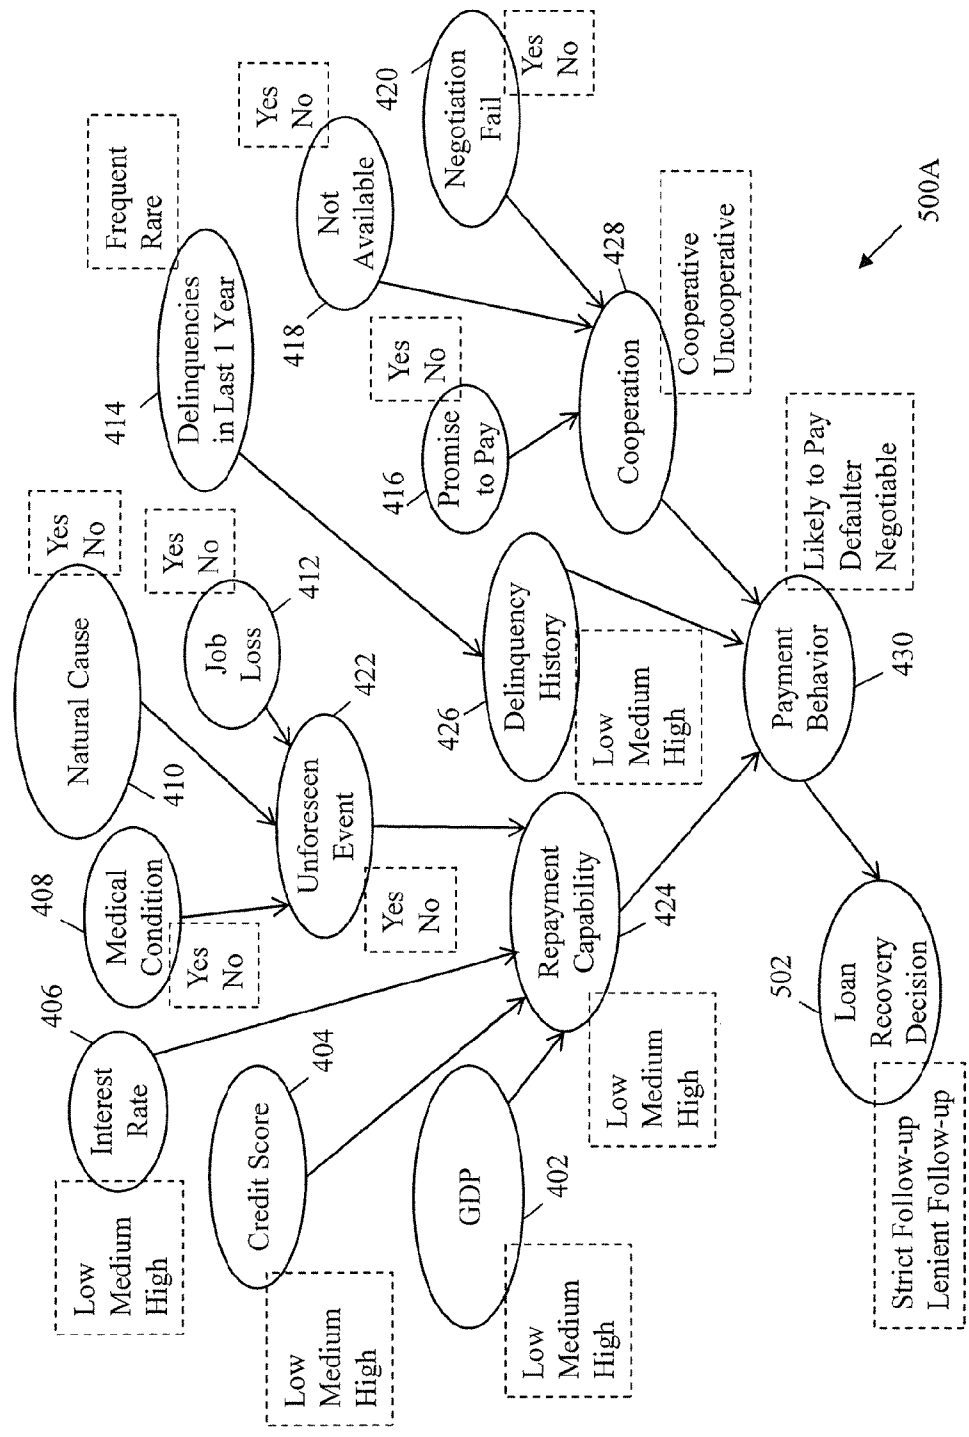 Interest
Rate
406
Low
Medium
High
Medical
Condition
408
Yes
No
Natural Cause
410
Yes
No
Job
Loss
412
Yes
No
Delinquencies
in Last 1 Year
414
Frequent
Rare
Not
Available
418
Yes
No
Negotiation
Fail
420
Yes
No
Credit Score
404
Low
Medium
High
Unforeseen
Event
422
Yes
No
Promise
to Pay
416
Yes
No
GDP
402
Low
Medium
High
Repayment
Capability
424
Low
Medium
High
Delinquency
History
426
Low
Medium
High
Cooperation
428
Cooperative
Uncooperative
Payment
Behavior
430
Likely to Pay
Defaulter
Negotiable
Loan
Recovery
Decision
502
Strict Follow-up
Lenient Follow-up
500A